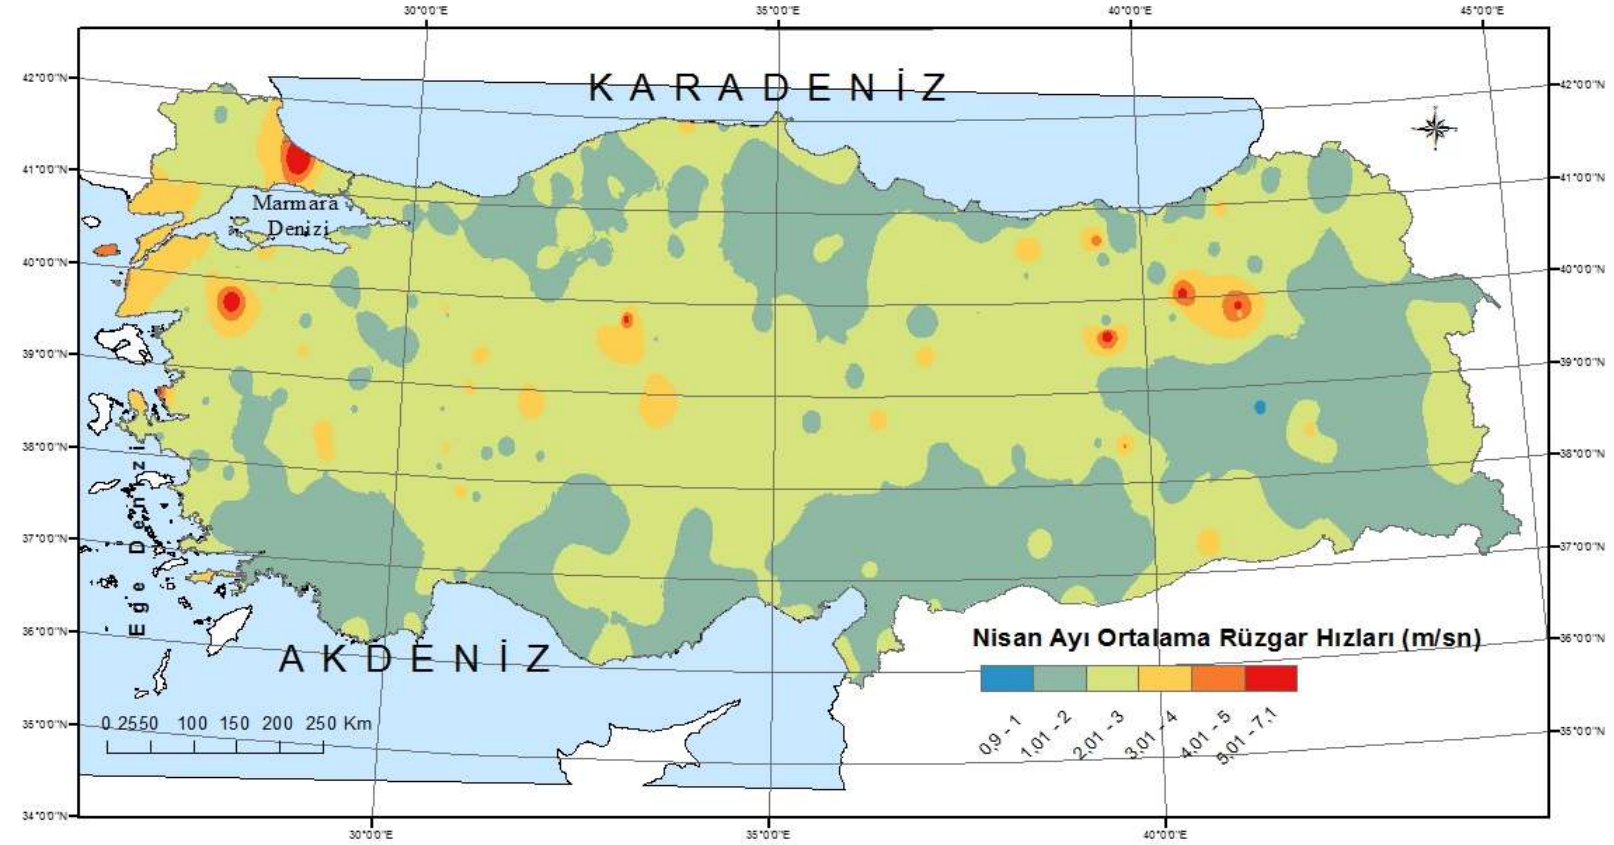 30°0'0"E 35°0'0"E 40°0'0"E 45°0'0"E
42°0'0"N 42°0'0"N
KARADENİZ
41°0'0"N 41°0'0"N
Marmara
Denizi
40°0'0"N 40°0'0"N
39°0'0"N 39°0'0"N
38°0'0"N 38°0'0"N
Ege Denizi
37°0'0"N 37°0'0"N
36°0'0"N 36°0'0"N
AKDENİZ
Nisan Ayı Ortalama Rüzgar Hızları (m/sn)
0,9 - 1
1,01 - 2
2,01 - 3
3,01 - 4
4,01 - 5
5,01 - 7,1
35°0'0"N 35°0'0"N
0 2550 100 150 200 250 Km
34°0'0"N
30°0'0"E 35°0'0"E 40°0'0"E